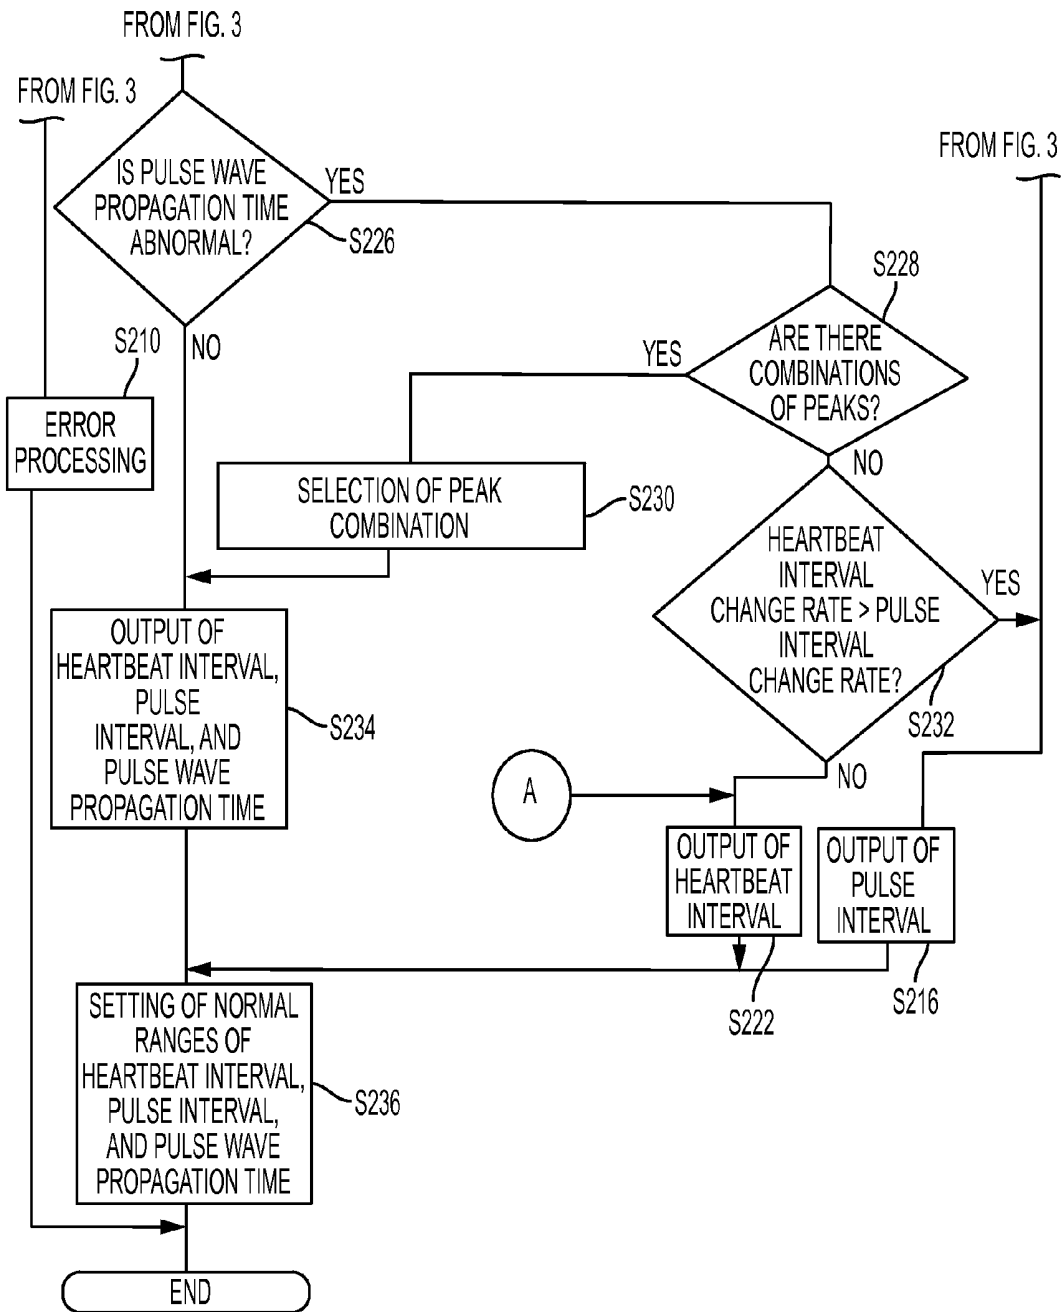 FROM FIG. 3
FROM FIG. 3
FROM FIG. 3
IS PULSE WAVE
PROPAGATION TIME
ABNORMAL?
YES
S226
NO
S228
ARE THERE
COMBINATIONS
OF PEAKS?
YES
NO
S210
ERROR
PROCESSING
SELECTION OF PEAK
COMBINATION
S230
HEARTBEAT
INTERVAL
CHANGE RATE > PULSE
INTERVAL
CHANGE RATE?
YES
S232
NO
OUTPUT OF
HEARTBEAT INTERVAL,
PULSE
INTERVAL, AND
PULSE WAVE
PROPAGATION TIME
S234
A
OUTPUT OF
HEARTBEAT
INTERVAL
S222
OUTPUT OF
PULSE
INTERVAL
S216
SETTING OF NORMAL
RANGES OF
HEARTBEAT INTERVAL,
PULSE INTERVAL,
AND PULSE WAVE
PROPAGATION TIME
S236
END